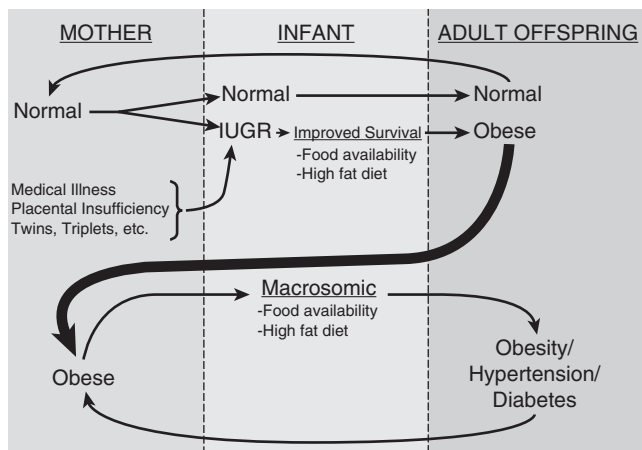 MOTHER
INFANT
ADULT OFFSPRING
Normal
Normal
Normal
IUGR
Improved Survival
Obese
-Food availability
-High fat diet
Medical Illness
Placental Insufficiency
Twins, Triplets, etc.
Macrosomic
-Food availability
-High fat diet
Obese
Obesity/
Hypertension/
Diabetes